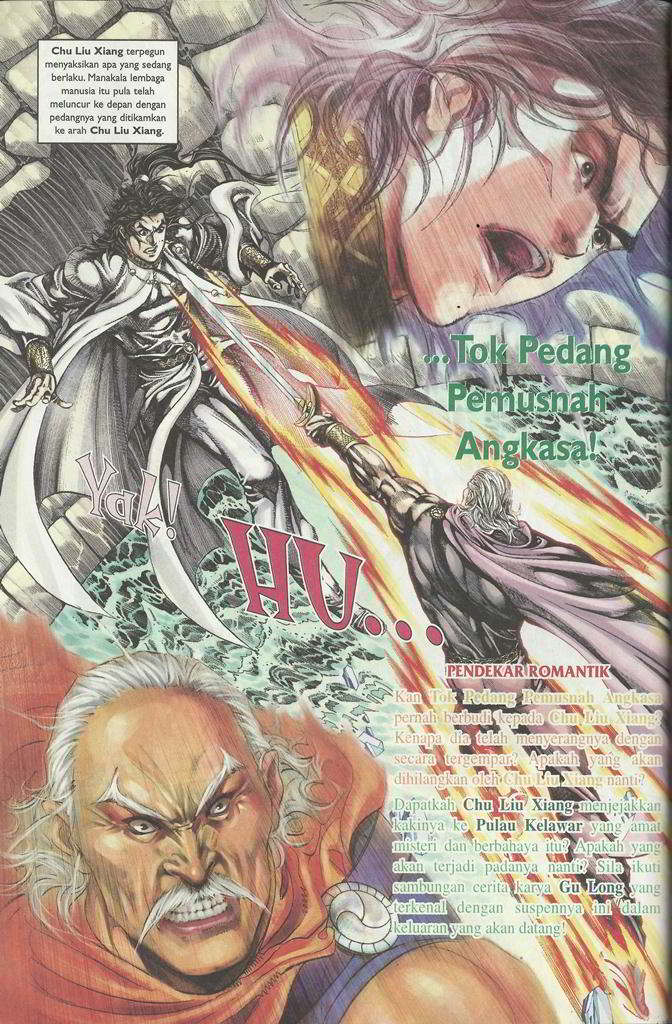 Chu Liu Xiang terpegun
menyaksikan apa yang sedang
berlaku. Manakala lembaga
manusia itu pula telah
meluncur ke depan dengan
pedangnya yang ditikamkan
ke arah Chu Liu Xiang.
...Tok Pedang
Pemusnah
Angkasa!
Yak!
HU...
PENDEKAR ROMANTIK
Kan Tok Pedang Pemusnah Angkasa
pernah berbudi kepada Chu Liu Xiang?
Kenapa dia telah menyerangnya dengan
secara tergempar? Apakah yang akan
dihilangkan oleh Chu Liu Xiang nanti?
Dapatkah Chu Liu Xiang menjejakkan
kakinya ke Pulau Kelawar yang amat
misteri dan berbahaya itu? Apakah yang
akan terjadi padanya nanti? Sila ikuti
sambungan cerita karya Gu Long yang
terkenal dengan suspennya ini dalam
keluaran yang akan datang!